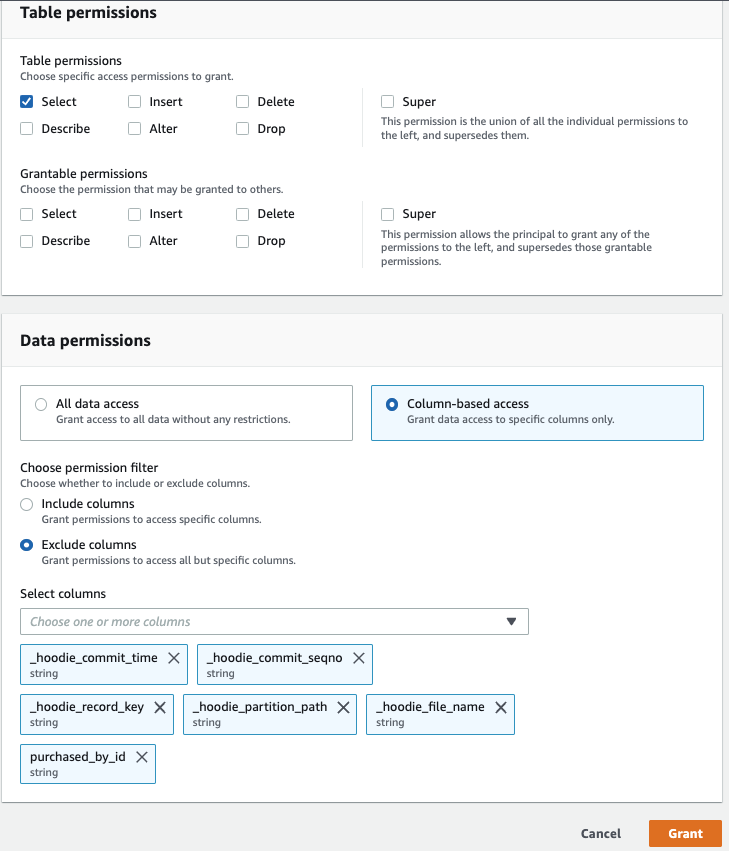 Table permissions
Table permissions
Choose specific access permissions to grant.
Select Insert Delete Super
Describe Alter Drop
This permission is the union of all the individual permissions to
the left, and supersedes them.
Grantable permissions
Choose the permission that may be granted to others.
Select Insert Delete Super
Describe Alter Drop
This permission allows the principal to grant any of the
permissions to the left, and supersedes those grantable
permissions.
Data permissions
All data access
Grant access to all data without any restrictions.
Column-based access
Grant data access to specific columns only.
Choose permission filter
Choose whether to include or exclude columns.
Include columns
Grant permissions to access specific columns.
Exclude columns
Grant permissions to access all but specific columns.
Select columns
Choose one or more columns
_hoodie_commit_time
string
_hoodie_commit_seqno
string
_hoodie_record_key
string
_hoodie_partition_path
string
_hoodie_file_name
string
purchased_by_id
string
Cancel Grant